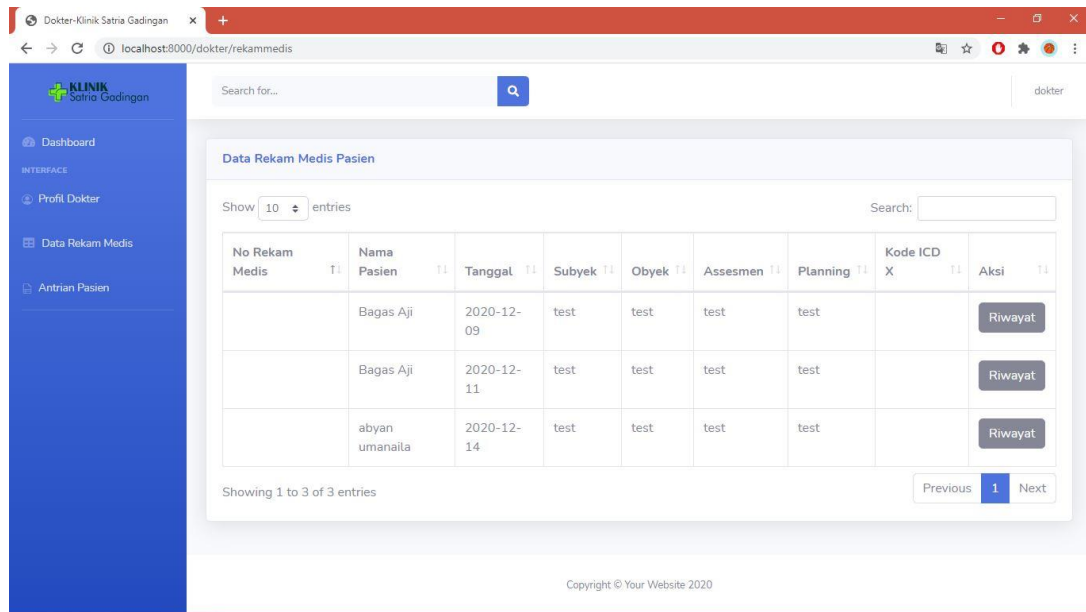 Dokter-Klinik Satria Gadingan
localhost:8000/dokter/rekammedis
KLINIK
Satria Gadingan
Search for...
dokter
Dashboard
INTERFACE
Profil Dokter
Data Rekam Medis
Antrian Pasien
Data Rekam Medis Pasien
Show 10 entries
Search:
No Rekam Medis Nama Pasien Tanggal Subyek Obyek Assesmen Planning Kode ICD X Aksi
Bagas Aji 2020-12-09 test test test test Riwayat
Bagas Aji 2020-12-11 test test test test Riwayat
abyan umanaila 2020-12-14 test test test test Riwayat
Showing 1 to 3 of 3 entries
Previous 1 Next
Copyright © Your Website 2020